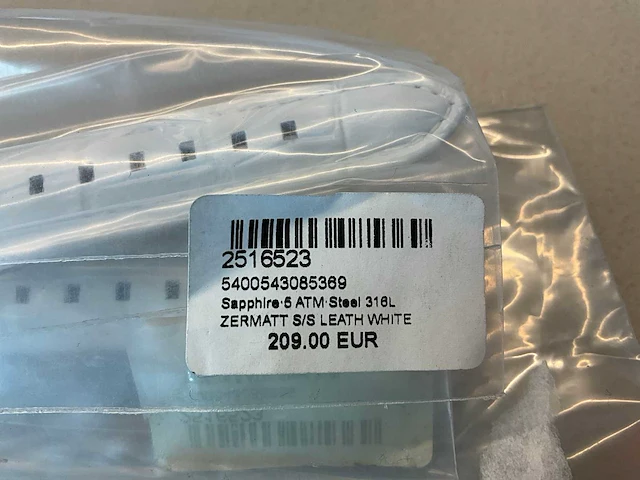 2516523
5400543085369
Sapphire·5 ATM·Steel 316L
ZERMATT S/S LEATH WHITE
209.00 EUR